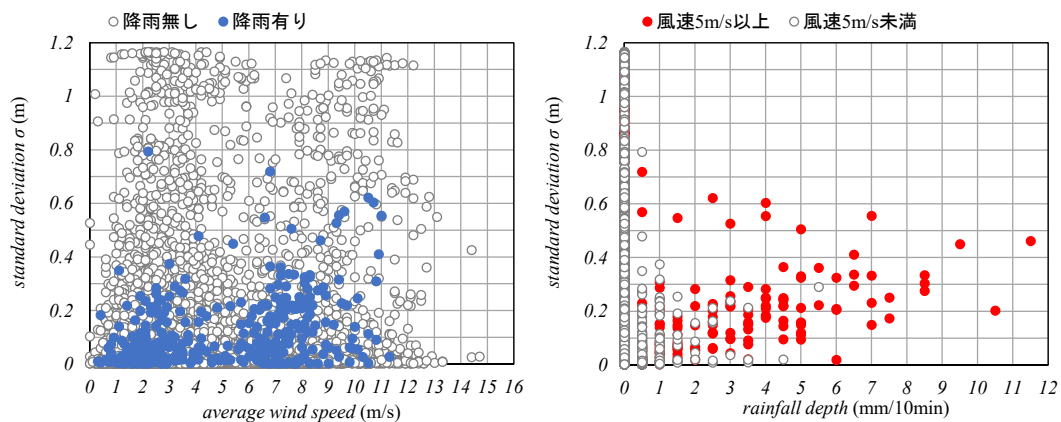 降雨無し 降雨有り
1.2
1
0.8
0.6
0.4
0.2
0
standard deviation σ (m)
0 1 2 3 4 5 6 7 8 9 10 11 12 13 14 15 16
average wind speed (m/s)
風速5m/s以上 風速5m/s未満
1.2
1
0.8
0.6
0.4
0.2
0
standard deviation σ (m)
0 1 2 3 4 5 6 7 8 9 10 11 12
rainfall depth (mm/10min)